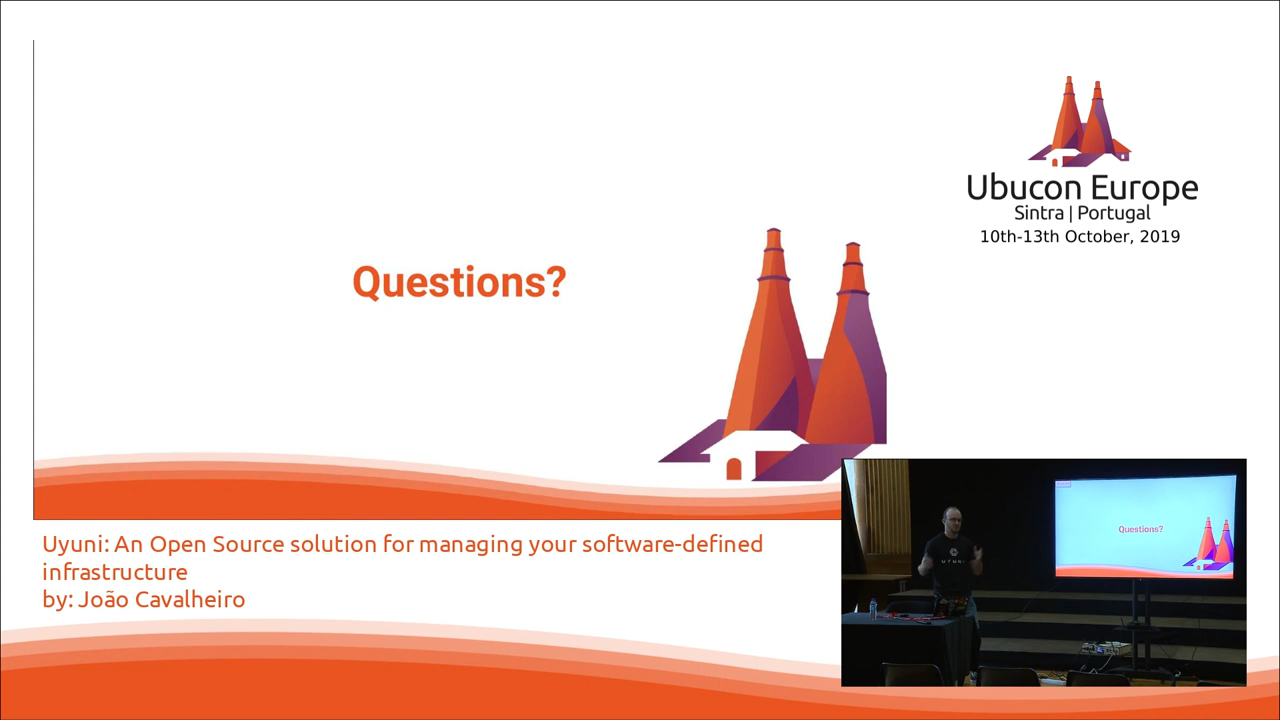 Ubucon Europe
Sintra | Portugal
10th-13th October, 2019
Questions?
Uyuni: An Open Source solution for managing your software-defined
infrastructure
by: João Cavalheiro
UYUNI
Questions?